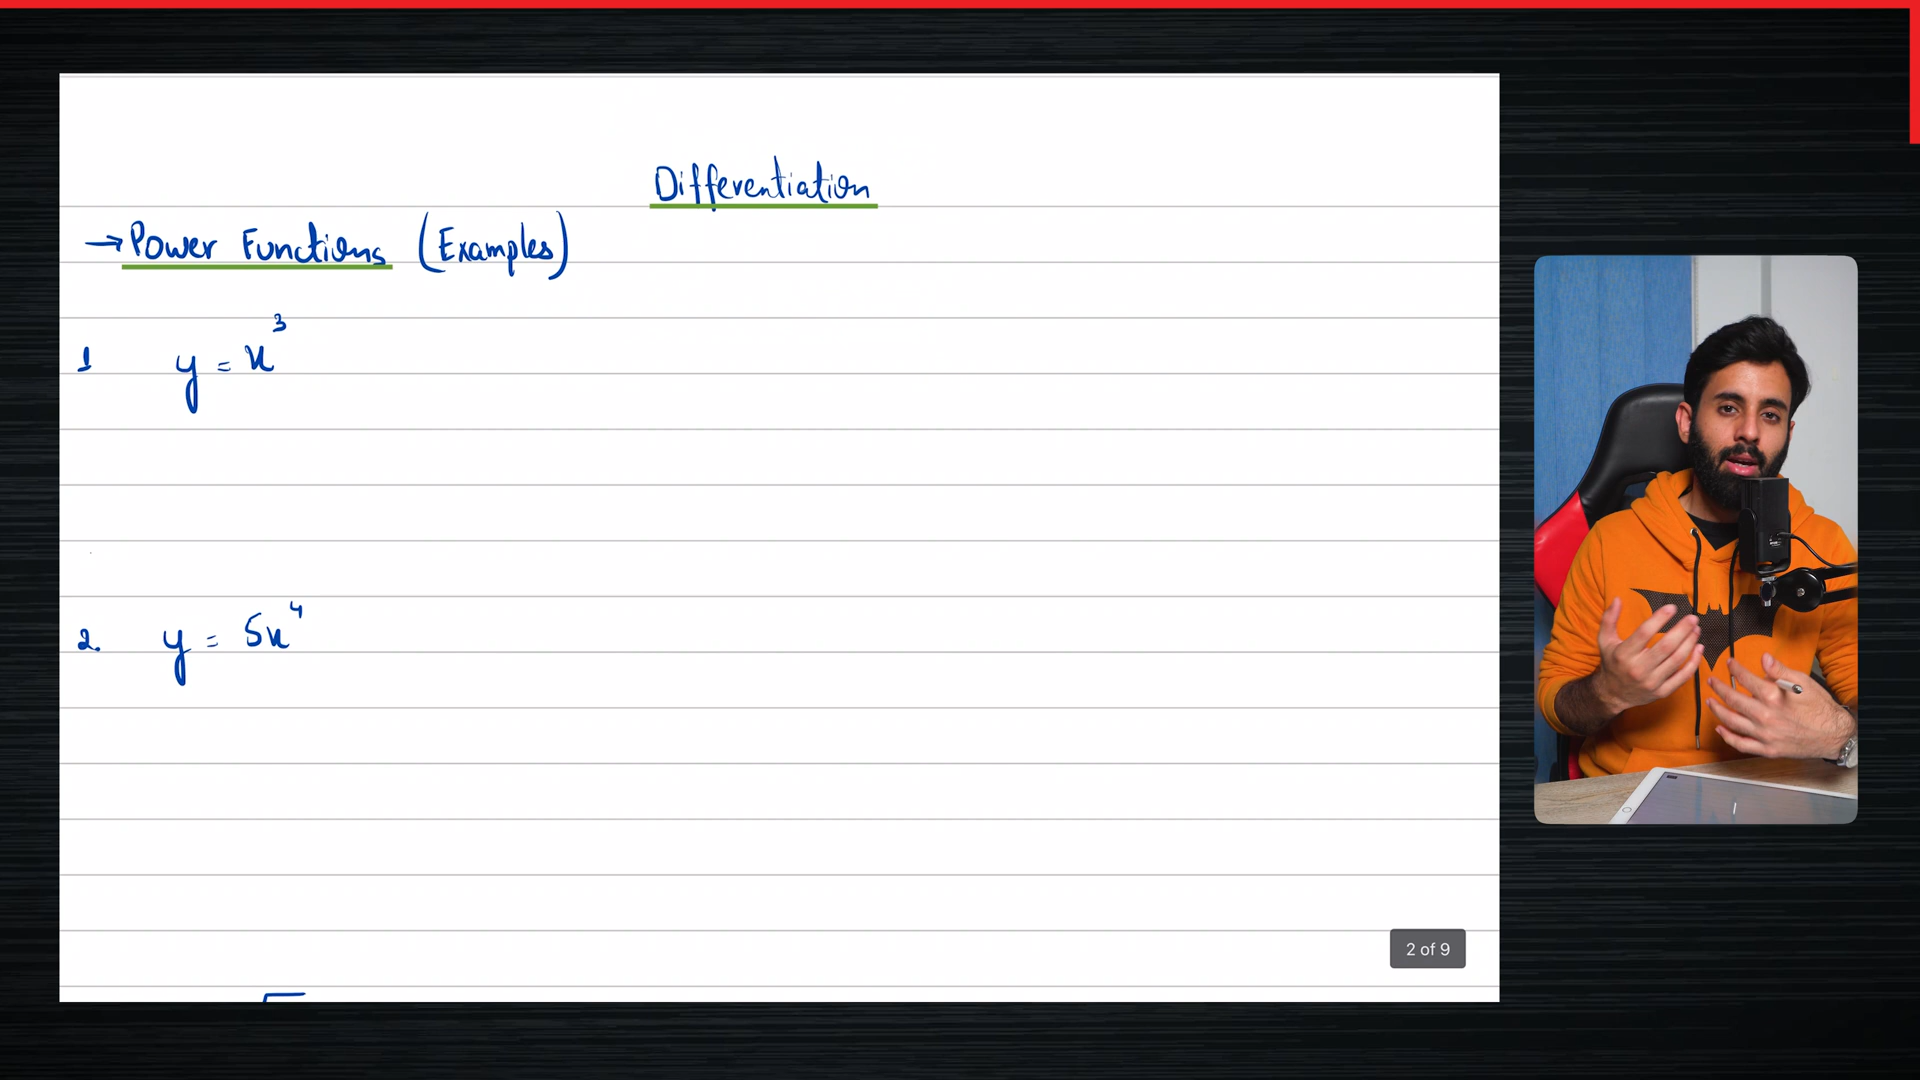 Differentiation
→ Power Functions (Examples)
1 y = x³
2. y = 5x⁴
2 of 9